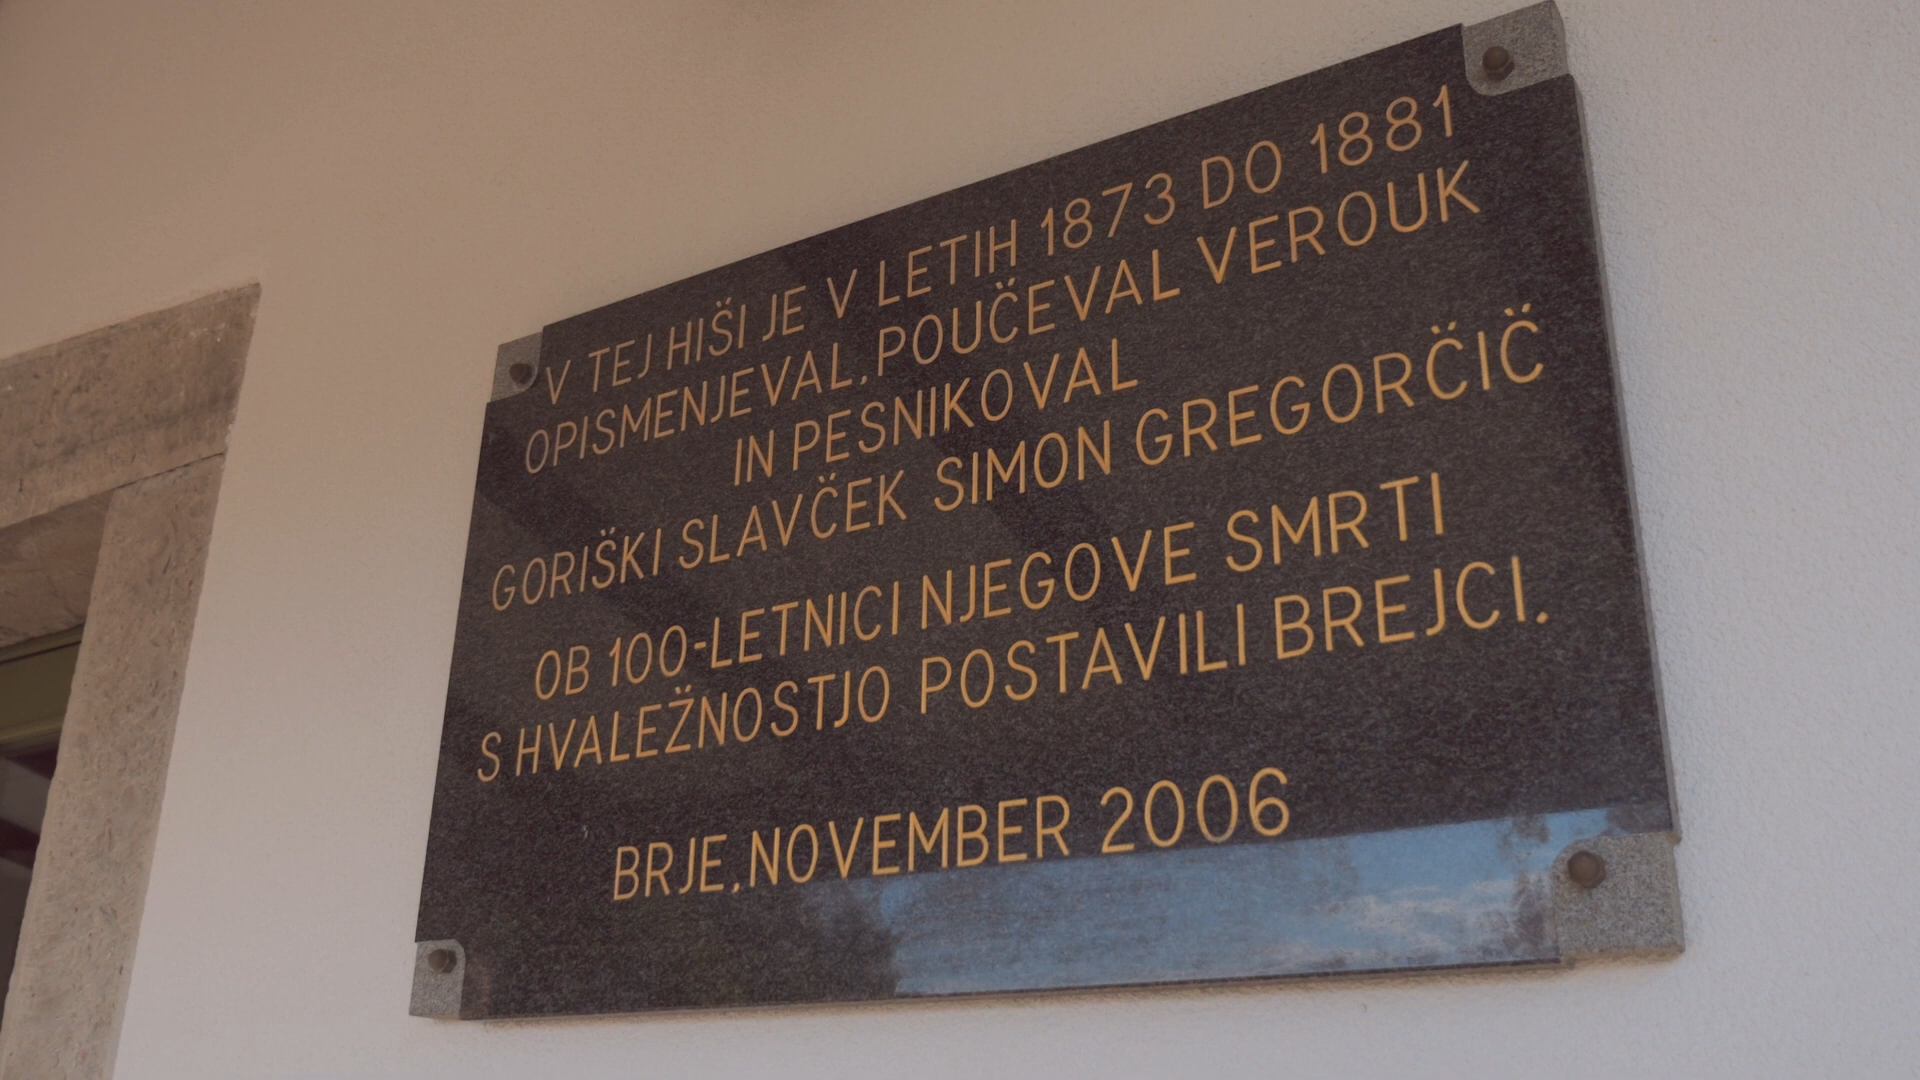 V TEJ HIŠI JE V LETIH 1873 DO 1881
OPISMENJEVAL, POUČEVAL VEROUK
IN PESNIKOVAL
GORIŠKI SLAVČEK SIMON GREGORČIČ
OB 100-LETNICI NJEGOVE SMRTI
S HVALEŽNOSTJO POSTAVILI BREJCI.
BRJE, NOVEMBER 2006